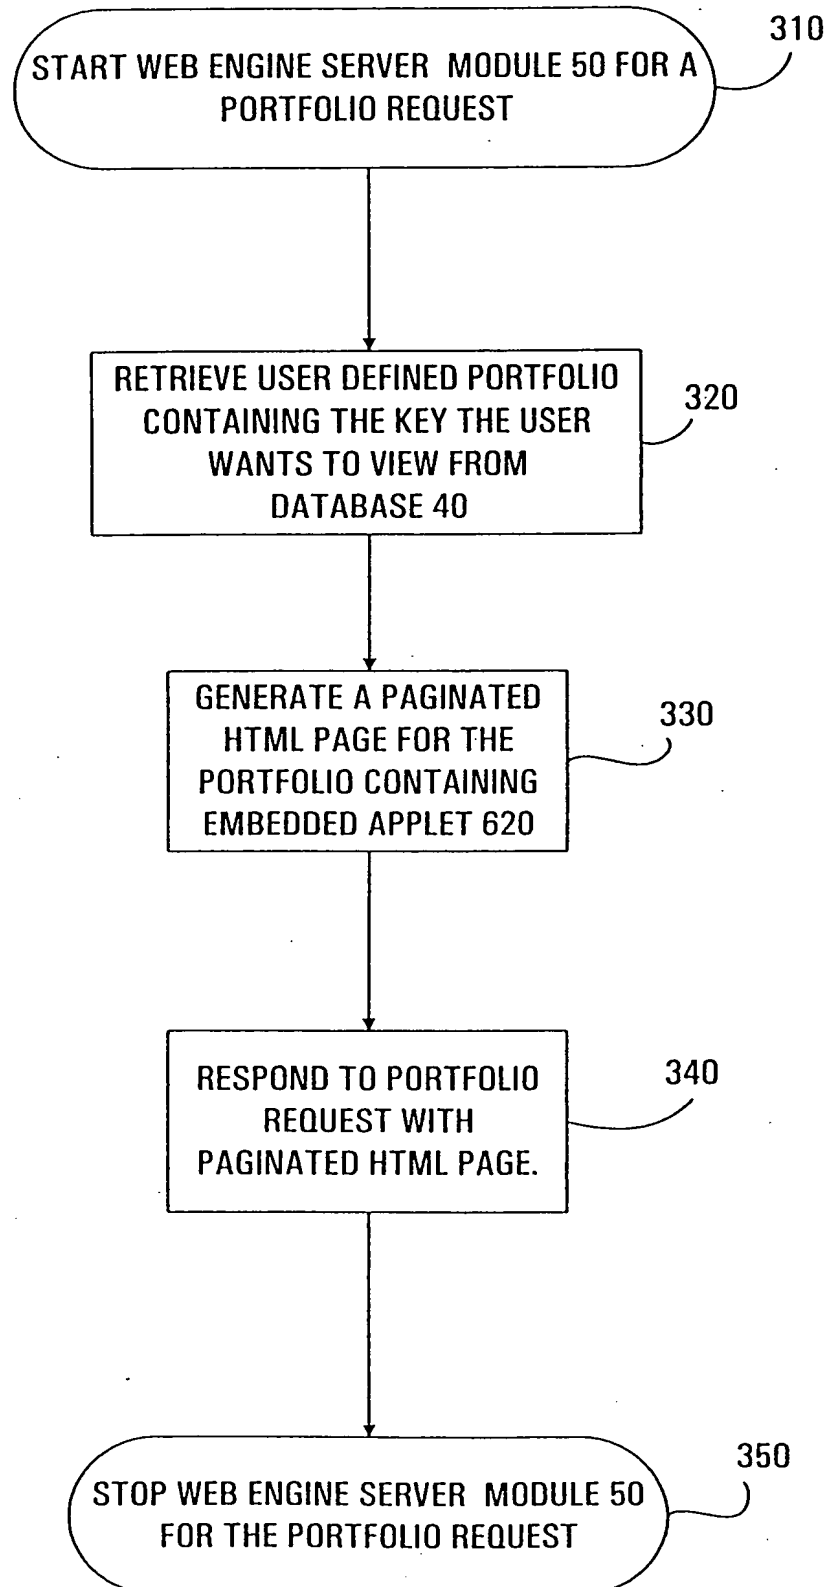 310
START WEB ENGINE SERVER MODULE 50 FOR A
PORTFOLIO REQUEST
320
RETRIEVE USER DEFINED PORTFOLIO
CONTAINING THE KEY THE USER
WANTS TO VIEW FROM
DATABASE 40
330
GENERATE A PAGINATED
HTML PAGE FOR THE
PORTFOLIO CONTAINING
EMBEDDED APPLET 620
340
RESPOND TO PORTFOLIO
REQUEST WITH
PAGINATED HTML PAGE.
350
STOP WEB ENGINE SERVER MODULE 50
FOR THE PORTFOLIO REQUEST